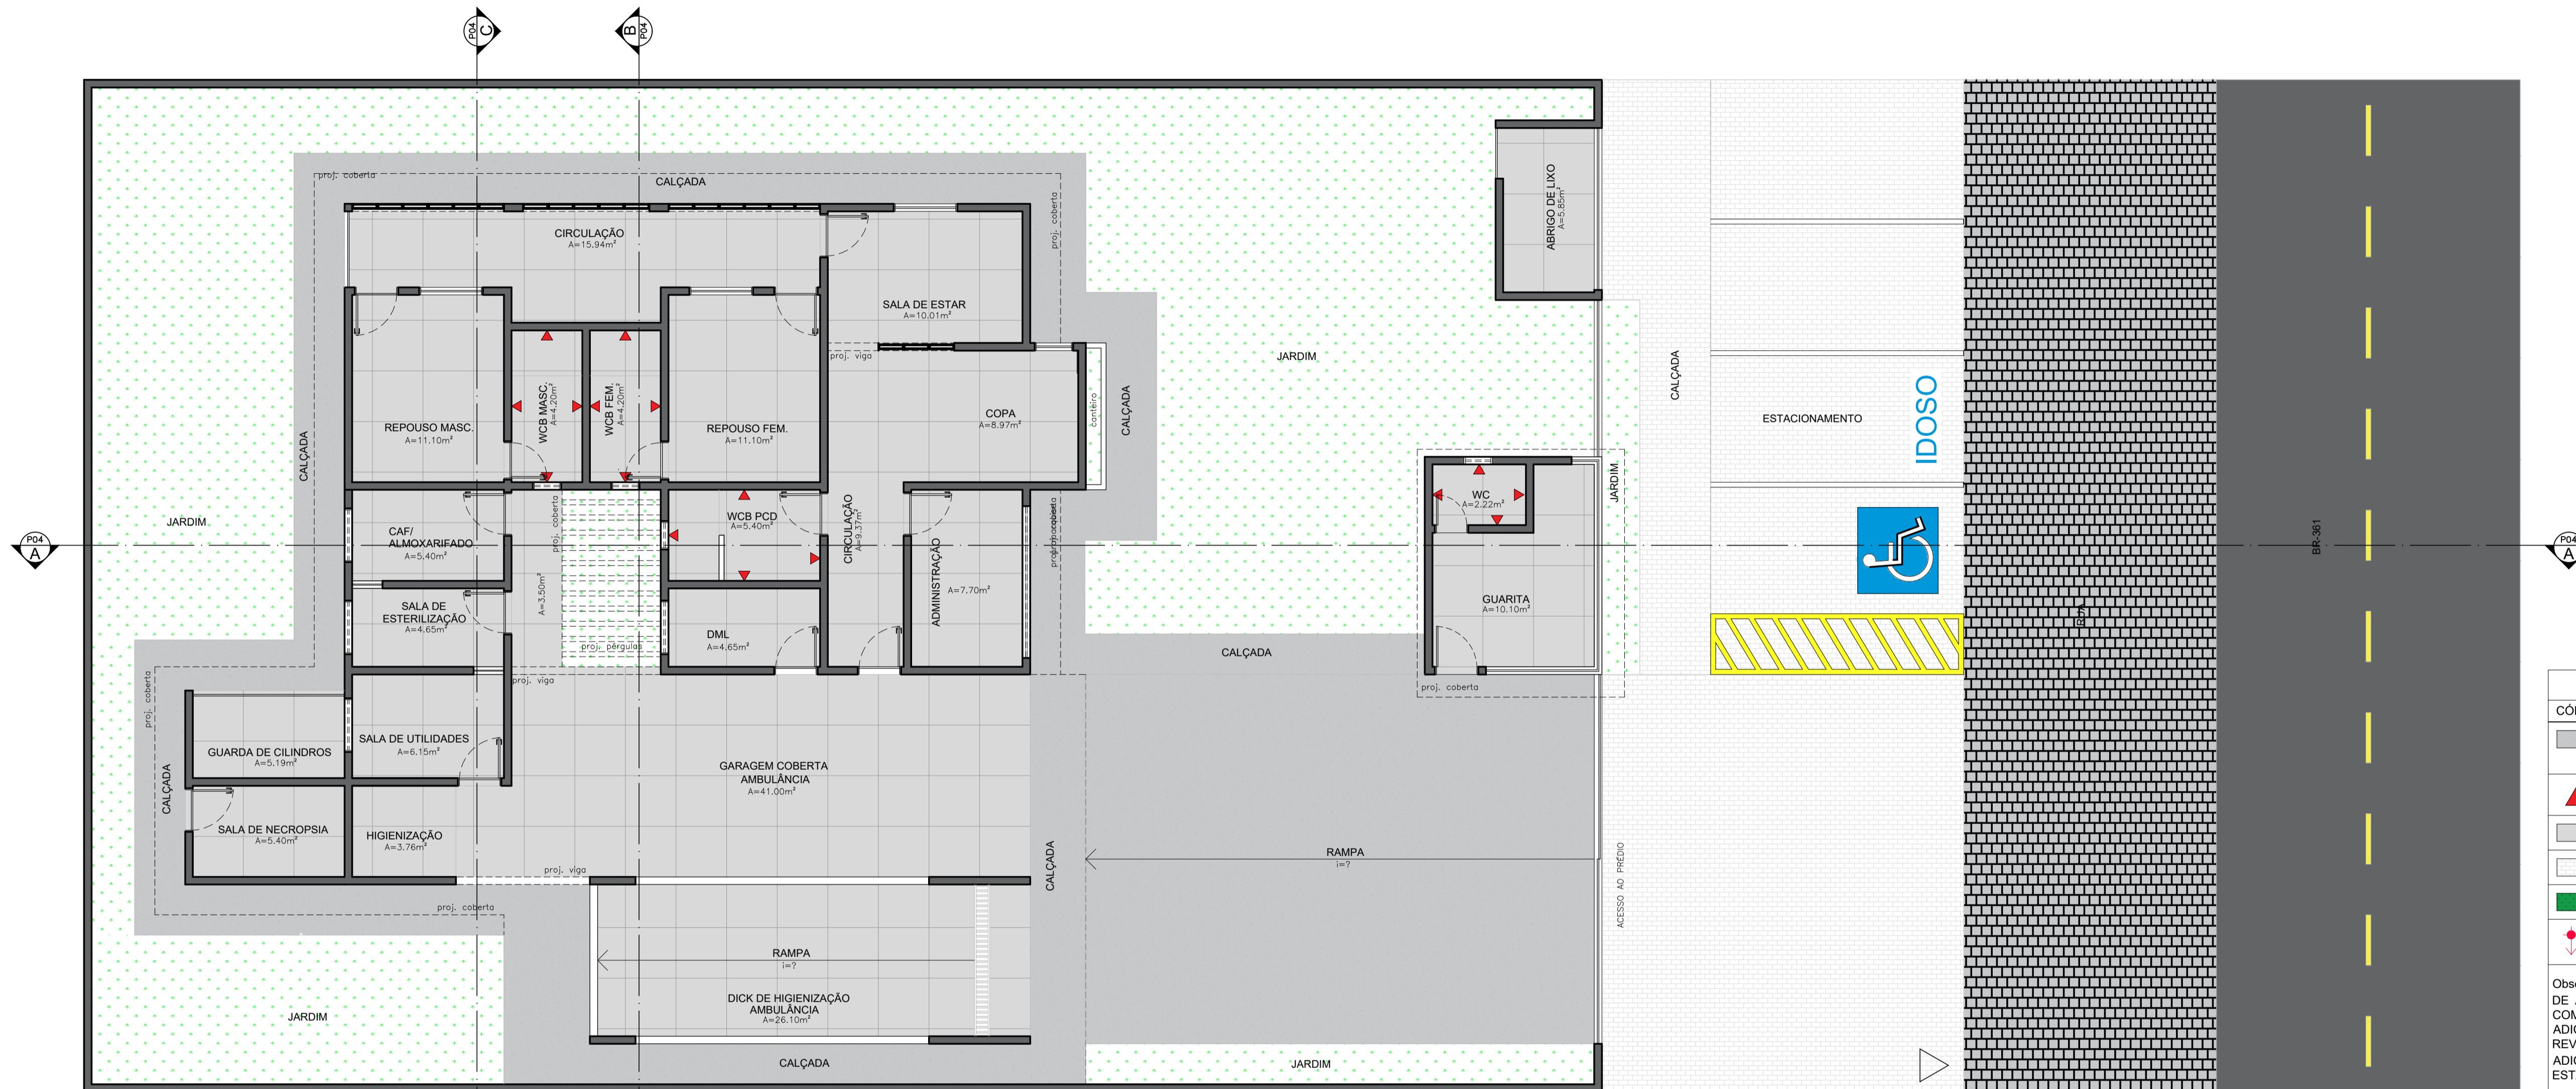 P04
C
B
P04
proj. coberta
CALÇADA
CIRCULAÇÃO
A=15.94m²
proj. coberta
SALA DE ESTAR
A=10.01m²
proj. viga
ABRIGO DE LIXO
A=5.85m²
JARDIM
CALÇADA
REPOUSO MASC.
A=11.10m²
WCB MASC.
A=4.20m²
WCB FEM.
A=4.20m²
REPOUSO FEM.
A=11.10m²
COPA
A=8.97m²
canteiro
CALÇADA
CALÇADA
ESTACIONAMENTO
IDOSO
JARDIM
P04
A
CAF/
ALMOXARIFADO
A=5.40m²
proj. coberta
WCB PCD
A=5.40m²
CIRCULAÇÃO
A=9.37m²
ADMINISTRAÇÃO
A=7.70m²
WC
A=2.22m²
JARDIM
BR-361
P04
A
SALA DE
ESTERILIZAÇÃO
A=4.65m²
A=3.50m²
proj. pérgulas
DML
A=4.65m²
CALÇADA
GUARITA
A=10.10m²
RUA
proj. coberta
proj. viga
proj. coberta
GUARDA DE CILINDROS
A=5.19m²
SALA DE UTILIDADES
A=6.15m²
GARAGEM COBERTA
AMBULÂNCIA
A=41.00m²
CALÇADA
SALA DE NECROPSIA
A=5.40m²
HIGIENIZAÇÃO
A=3.76m²
CALÇADA
RAMPA
i=?
ACESSO AO PRÉDIO
proj. viga
proj. coberta
RAMPA
i=?
DICK DE HIGIENIZAÇÃO
AMBULÂNCIA
A=26.10m²
JARDIM
CALÇADA
JARDIM
DE